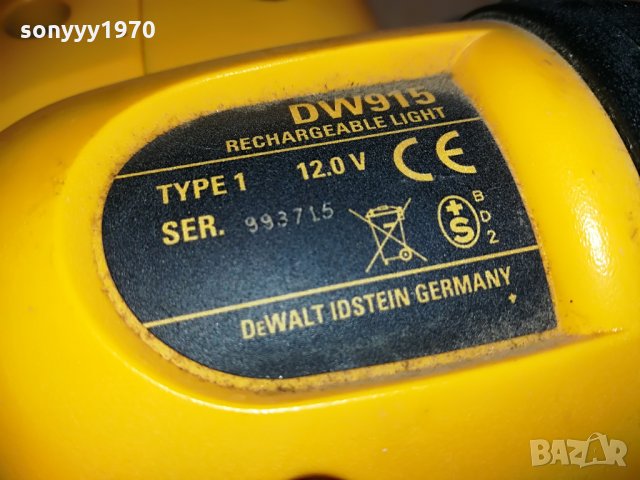 sonyyy1970
DW915
RECHARGEABLE LIGHT
TYPE 1 12.0 V CE
SER. 993715
+S
B
D
2
DeWALT IDSTEIN GERMANY
BAZAR